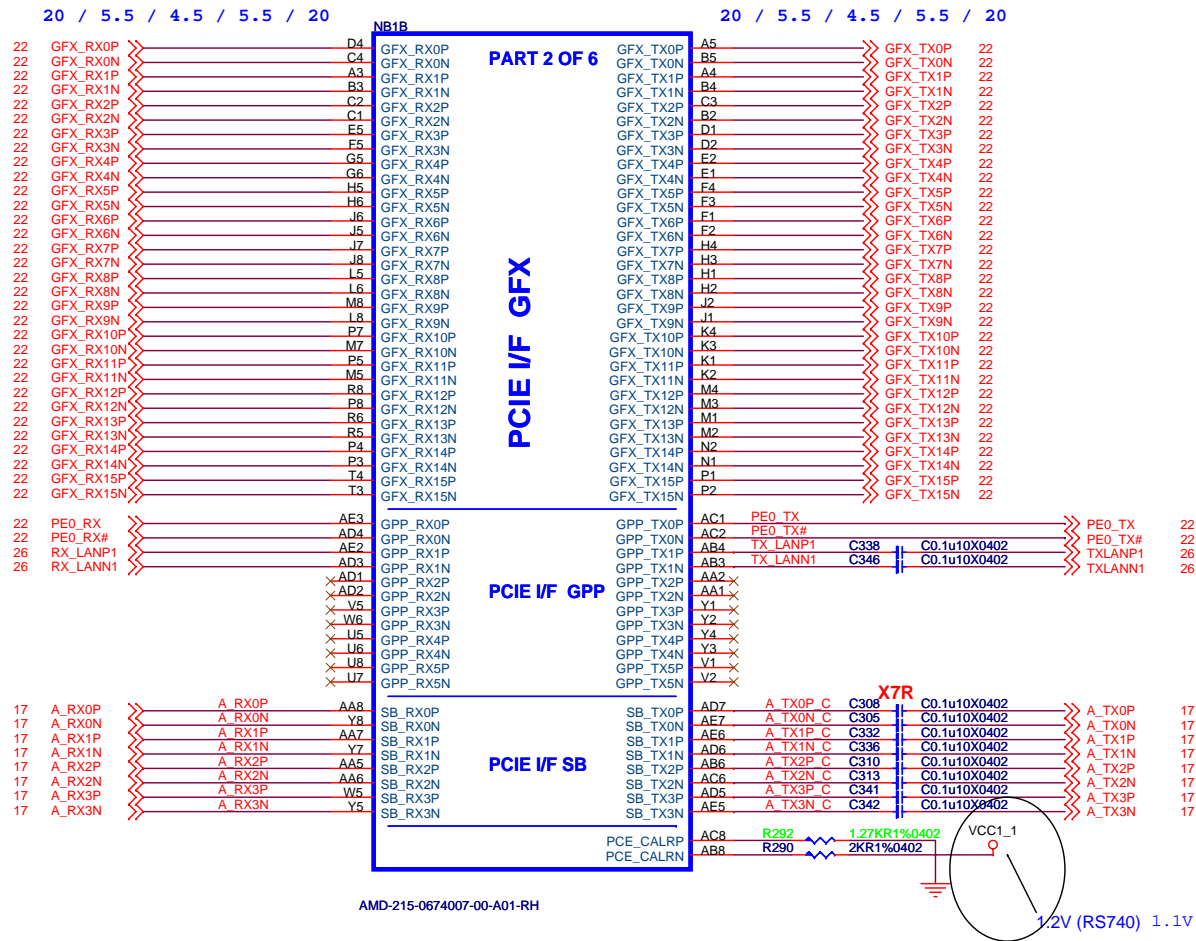 20 / 5.5 / 4.5 / 5.5 / 20 20 / 5.5 / 4.5 / 5.5 / 20
NB1B
PART 2 OF 6
22 GFX_RX0P D4 GFX_RX0P GFX_TX0P A5 GFX_TX0P 22
22 GFX_RX0N C4 GFX_RX0N GFX_TX0N B5 GFX_TX0N 22
22 GFX_RX1P A3 GFX_RX1P GFX_TX1P A4 GFX_TX1P 22
22 GFX_RX1N B3 GFX_RX1N GFX_TX1N B4 GFX_TX1N 22
22 GFX_RX2P C2 GFX_RX2P GFX_TX2P C3 GFX_TX2P 22
22 GFX_RX2N C1 GFX_RX2N GFX_TX2N B2 GFX_TX2N 22
22 GFX_RX3P E5 GFX_RX3P GFX_TX3P D1 GFX_TX3P 22
22 GFX_RX3N F5 GFX_RX3N GFX_TX3N D2 GFX_TX3N 22
22 GFX_RX4P G5 GFX_RX4P GFX_TX4P E2 GFX_TX4P 22
22 GFX_RX4N G6 GFX_RX4N GFX_TX4N E1 GFX_TX4N 22
22 GFX_RX5P H5 GFX_RX5P GFX_TX5P F4 GFX_TX5P 22
22 GFX_RX5N H6 GFX_RX5N GFX_TX5N F3 GFX_TX5N 22
22 GFX_RX6P J6 GFX_RX6P GFX_TX6P F1 GFX_TX6P 22
22 GFX_RX6N J5 GFX_RX6N GFX_TX6N F2 GFX_TX6N 22
22 GFX_RX7P J7 GFX_RX7P GFX_TX7P H4 GFX_TX7P 22
22 GFX_RX7N J8 GFX_RX7N GFX_TX7N H3 GFX_TX7N 22
22 GFX_RX8P L5 GFX_RX8P GFX_TX8P H1 GFX_TX8P 22
22 GFX_RX8N L6 GFX_RX8N GFX_TX8N H2 GFX_TX8N 22
22 GFX_RX9P M8 GFX_RX9P GFX_TX9P J2 GFX_TX9P 22
22 GFX_RX9N L8 GFX_RX9N GFX_TX9N J1 GFX_TX9N 22
22 GFX_RX10P P7 GFX_RX10P GFX_TX10P K4 GFX_TX10P 22
22 GFX_RX10N M7 GFX_RX10N GFX_TX10N K3 GFX_TX10N 22
22 GFX_RX11P P5 GFX_RX11P GFX_TX11P K1 GFX_TX11P 22
22 GFX_RX11N M5 GFX_RX11N GFX_TX11N K2 GFX_TX11N 22
22 GFX_RX12P R8 GFX_RX12P GFX_TX12P M4 GFX_TX12P 22
22 GFX_RX12N P8 GFX_RX12N GFX_TX12N M3 GFX_TX12N 22
22 GFX_RX13P R6 GFX_RX13P GFX_TX13P M1 GFX_TX13P 22
22 GFX_RX13N R5 GFX_RX13N GFX_TX13N M2 GFX_TX13N 22
22 GFX_RX14P P4 GFX_RX14P GFX_TX14P N2 GFX_TX14P 22
22 GFX_RX14N P3 GFX_RX14N GFX_TX14N N1 GFX_TX14N 22
22 GFX_RX15P T4 GFX_RX15P GFX_TX15P P1 GFX_TX15P 22
22 GFX_RX15N T3 GFX_RX15N GFX_TX15N P2 GFX_TX15N 22
PCIE I/F GFX
22 PE0_RX AE3 GPP_RX0P GPP_TX0P AC1 PE0_TX PE0_TX 22
22 PE0_RX# AD4 GPP_RX0N GPP_TX0N AC2 PE0_TX# PE0_TX# 22
26 RX_LANP1 AE2 GPP_RX1P GPP_TX1P AB4 TX_LANP1 C338 C0.1u10X0402 TXLANP1 26
26 RX_LANN1 AD3 GPP_RX1N GPP_TX1N AB3 TX_LANN1 C346 C0.1u10X0402 TXLANN1 26
AD1 GPP_RX2P GPP_TX2P AA2
AD2 GPP_RX2N PCIE I/F GPP GPP_TX2N AA1
V5 GPP_RX3P GPP_TX3P Y1
W6 GPP_RX3N GPP_TX3N Y2
U5 GPP_RX4P GPP_TX4P Y4
U6 GPP_RX4N GPP_TX4N Y3
U8 GPP_RX5P GPP_TX5P V1
U7 GPP_RX5N GPP_TX5N V2
X7R
17 A_RX0P A_RX0P AA8 SB_RX0P SB_TX0P AD7 A_TX0P_C C308 C0.1u10X0402 A_TX0P 17
17 A_RX0N A_RX0N Y8 SB_RX0N SB_TX0N AE7 A_TX0N_C C305 C0.1u10X0402 A_TX0N 17
17 A_RX1P A_RX1P AA7 SB_RX1P SB_TX1P AE6 A_TX1P_C C332 C0.1u10X0402 A_TX1P 17
17 A_RX1N A_RX1N Y7 SB_RX1N SB_TX1N AD6 A_TX1N_C C336 C0.1u10X0402 A_TX1N 17
17 A_RX2P A_RX2P AA5 SB_RX2P PCIE I/F SB SB_TX2P AB6 A_TX2P_C C310 C0.1u10X0402 A_TX2P 17
17 A_RX2N A_RX2N AA6 SB_RX2N SB_TX2N AC6 A_TX2N_C C313 C0.1u10X0402 A_TX2N 17
17 A_RX3P A_RX3P W5 SB_RX3P SB_TX3P AD5 A_TX3P_C C341 C0.1u10X0402 A_TX3P 17
17 A_RX3N A_RX3N Y5 SB_RX3N SB_TX3N AE5 A_TX3N_C C342 C0.1u10X0402 A_TX3N 17
PCE_CALRP AC8 R292 1.27KR1%0402 VCC1_1
PCE_CALRN AB8 R290 2KR1%0402
AMD-215-0674007-00-A01-RH
1.2V (RS740) 1.1V